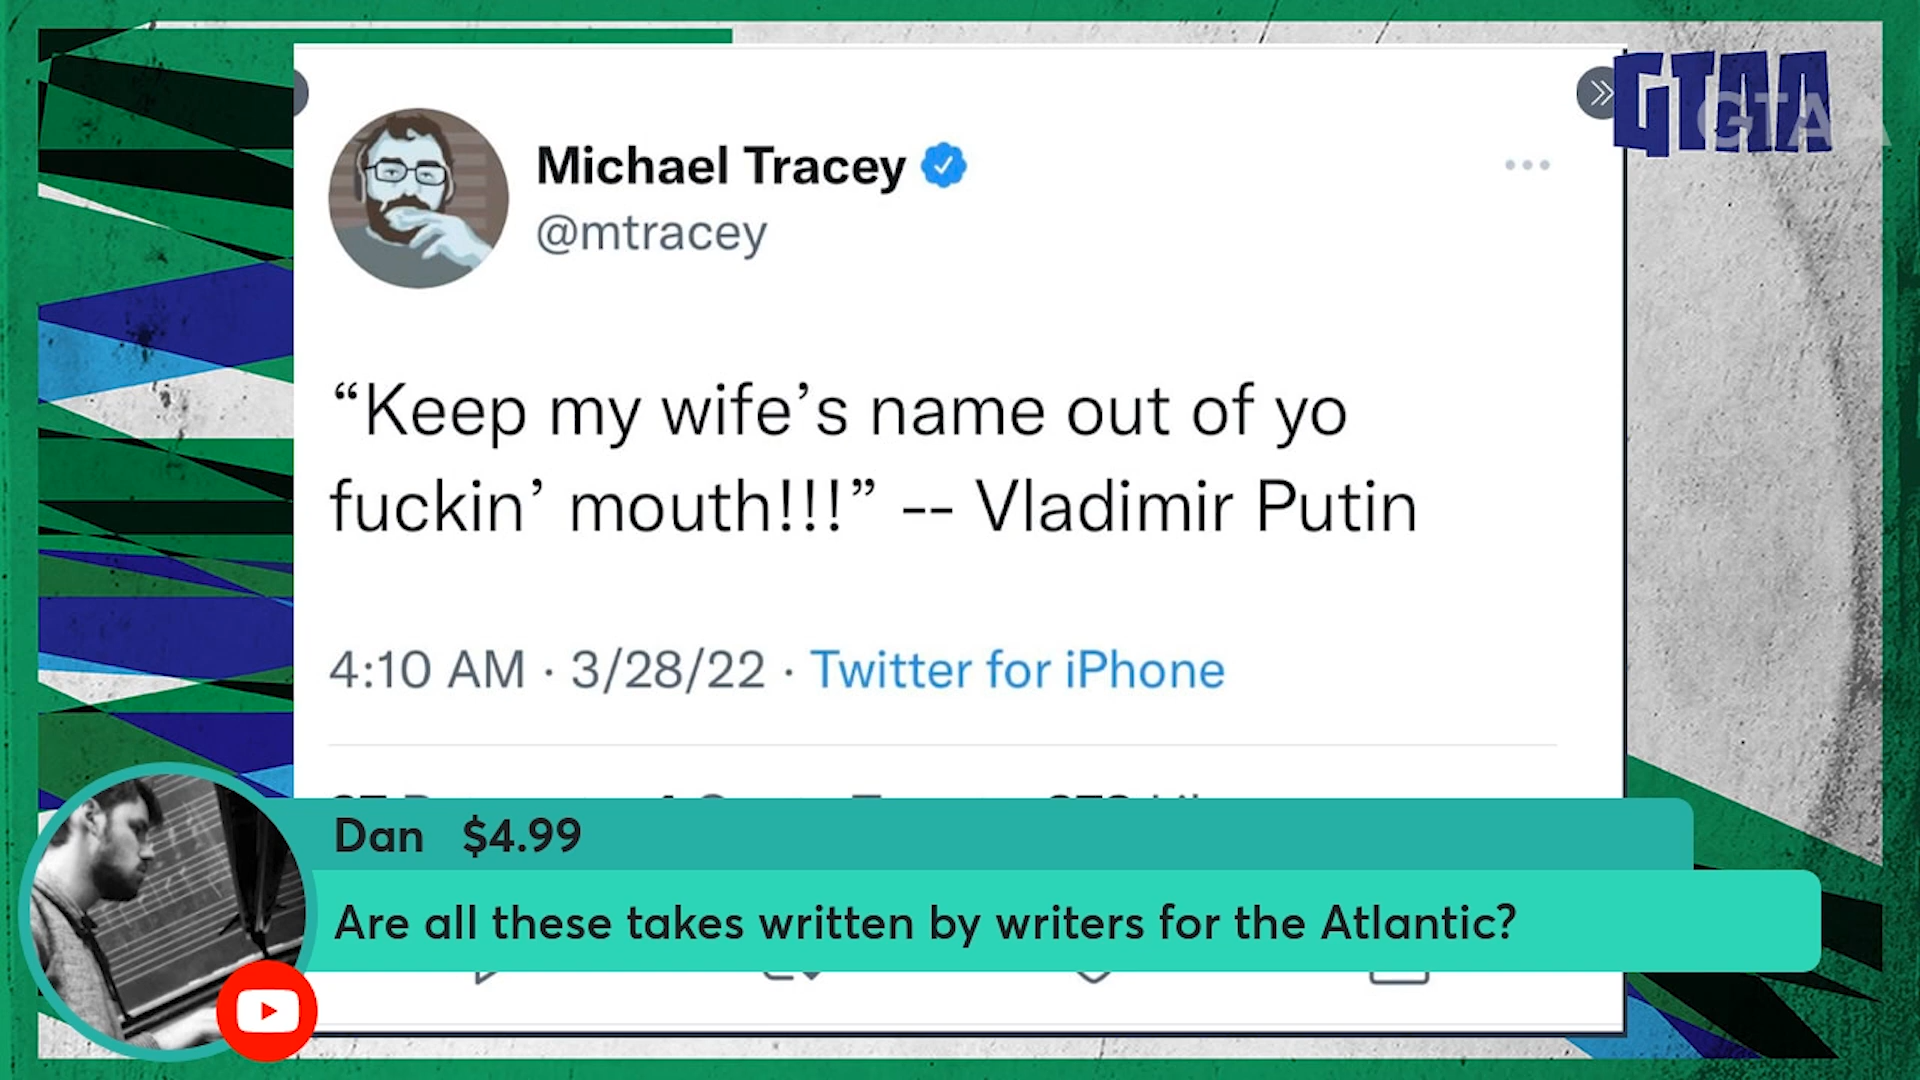 GTAA
GTAA
Michael Tracey
@mtracey
“Keep my wife’s name out of yo
fuckin’ mouth!!!” -- Vladimir Putin
4:10 AM · 3/28/22 · Twitter for iPhone
Dan $4.99
Are all these takes written by writers for the Atlantic?